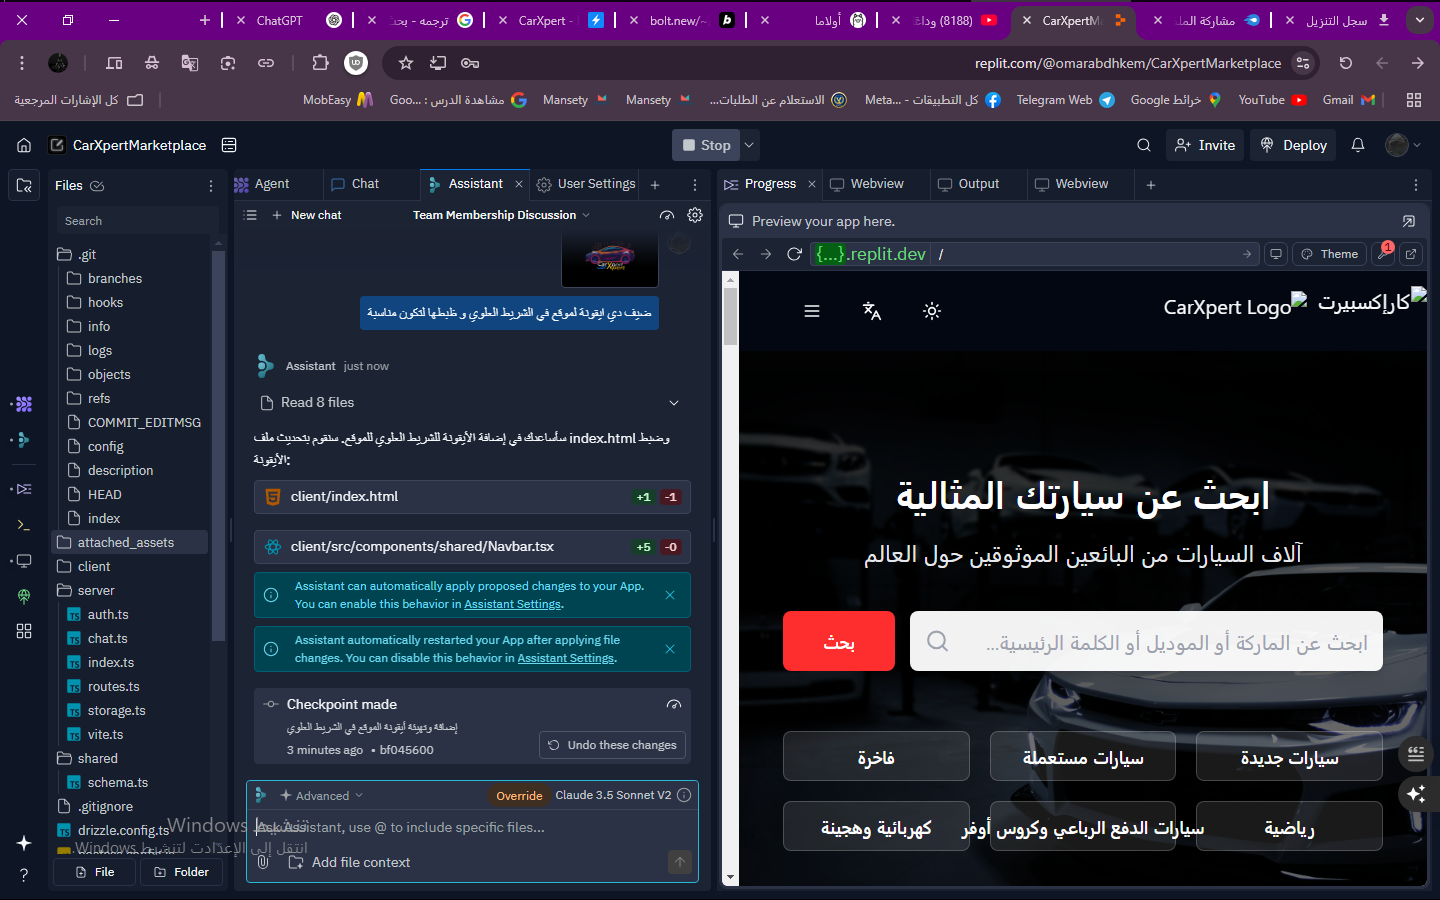 ChatGPT
ترجمه - بحث
CarXpert -
bolt.new/~
أولاما
(8188) وداعا
CarXpertMa
مشاركة الملف
سجل التنزيل
replit.com/@omarabdhkem/CarXpertMarketplace
كل الإشارات المرجعية
MobEasy
مشاهدة الدرس : Goo...
Mansety
Mansety
الاستعلام عن الطلبات...
كل التطبيقات - Meta...
Telegram Web
خرائط Google
YouTube
Gmail
CarXpertMarketplace
Stop
Invite
Deploy
Files
Agent
Chat
Assistant
User Settings
Progress
Webview
Output
Webview
Search
New chat
Team Membership Discussion
Preview your app here.
{...}.replit.dev /
Theme
1
.git
branches
hooks
info
logs
objects
refs
COMMIT_EDITMSG
config
description
HEAD
index
attached_assets
client
server
auth.ts
chat.ts
index.ts
routes.ts
storage.ts
vite.ts
shared
schema.ts
.gitignore
drizzle.config.ts
File
Folder
CarXpert
ضيف دي ايقونة لموقع في الشريط العلوي و ظبطها لتكون مناسبة
Assistant just now
Read 8 files
سأساعدك في إضافة الأيقونة للشريط العلوي للموقع. سنقوم بتحديث ملف index.html وضبط
الأيقونة:
client/index.html +1 -1
client/src/components/shared/Navbar.tsx +5 -0
Assistant can automatically apply proposed changes to your App.
You can enable this behavior in Assistant Settings.
Assistant automatically restarted your App after applying file
changes. You can disable this behavior in Assistant Settings.
Checkpoint made
إضافة وتهيئة أيقونة الموقع في الشريط العلوي
3 minutes ago • bf045600
Undo these changes
Advanced
Override
Claude 3.5 Sonnet V2
Ask Assistant, use @ to include specific files...
Add file context
تنشيط Windows
انتقل إلى الإعدادات لتنشيط Windows.
CarXpert Logo
كارإكسبيرت
ابحث عن سيارتك المثالية
آلاف السيارات من البائعين الموثوقين حول العالم
ابحث عن الماركة أو الموديل أو الكلمة الرئيسية...
بحث
سيارات جديدة
سيارات مستعملة
فاخرة
رياضية
سيارات الدفع الرباعي وكروس أوفر
كهربائية وهجينة